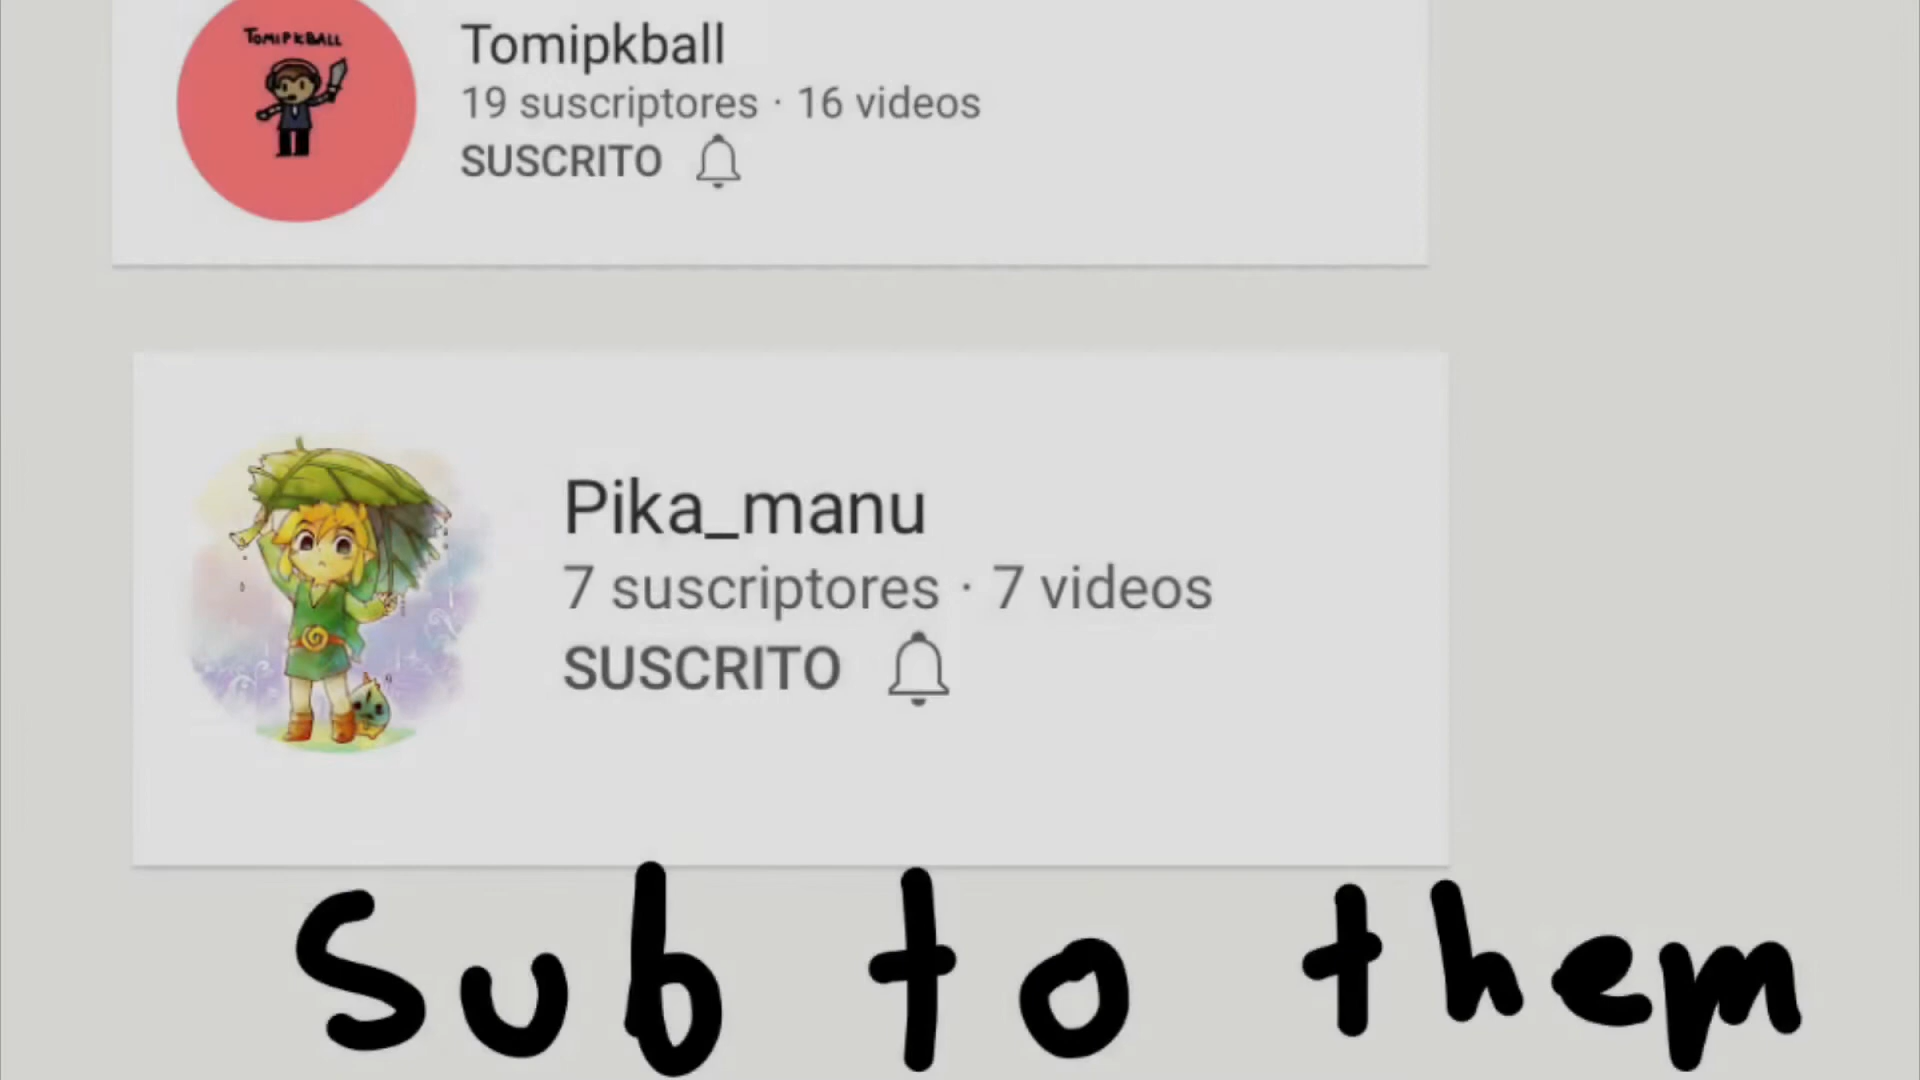 TOMIPKBALL
Tomipkball
19 suscriptores · 16 videos
SUSCRITO
Pika_manu
7 suscriptores · 7 videos
SUSCRITO
Sub to them